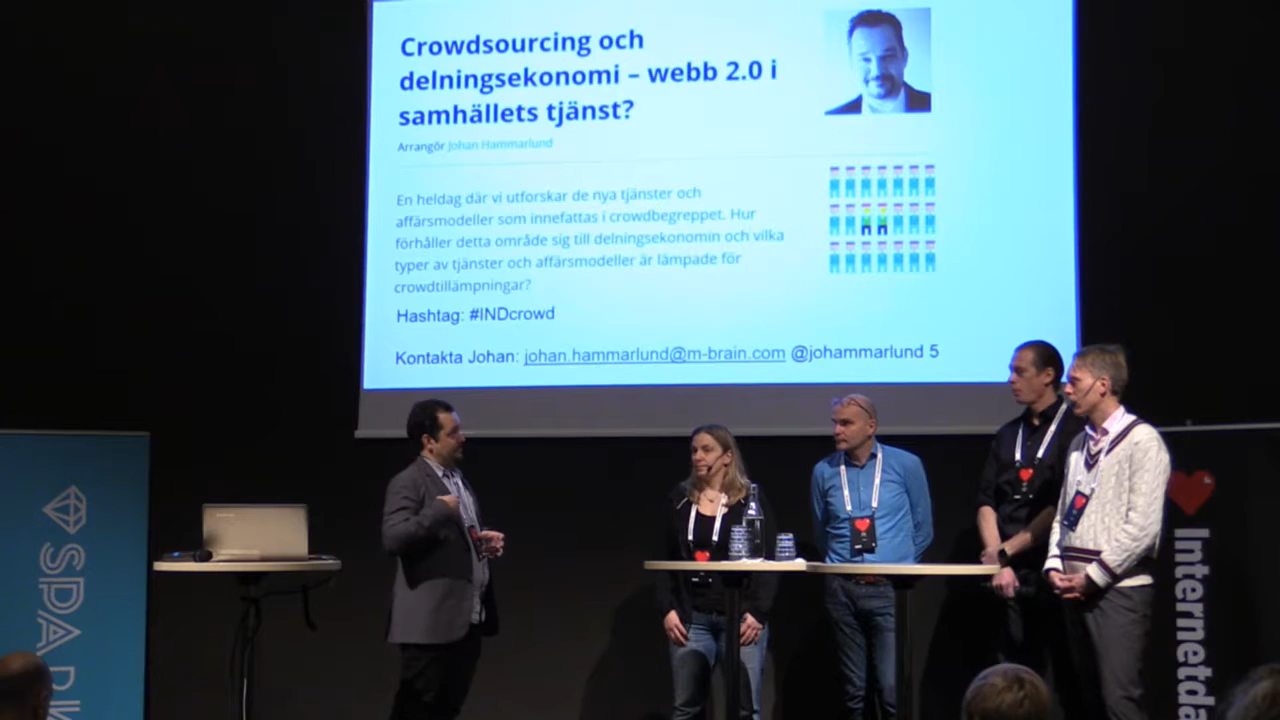 Crowdsourcing och
delningsekonomi – webb 2.0 i
samhällets tjänst?
Arrangör Johan Hammarlund
En heldag där vi utforskar de nya tjänster och
affärsmodeller som innefattas i crowdbegreppet. Hur
förhåller detta område sig till delningsekonomin och vilka
typer av tjänster och affärsmodeller är lämpade för
crowdtillämpningar?
Hashtag: #INDcrowd
Kontakta Johan: johan.hammarlund@m-brain.com @johammarlund 5
SPA
Internetda